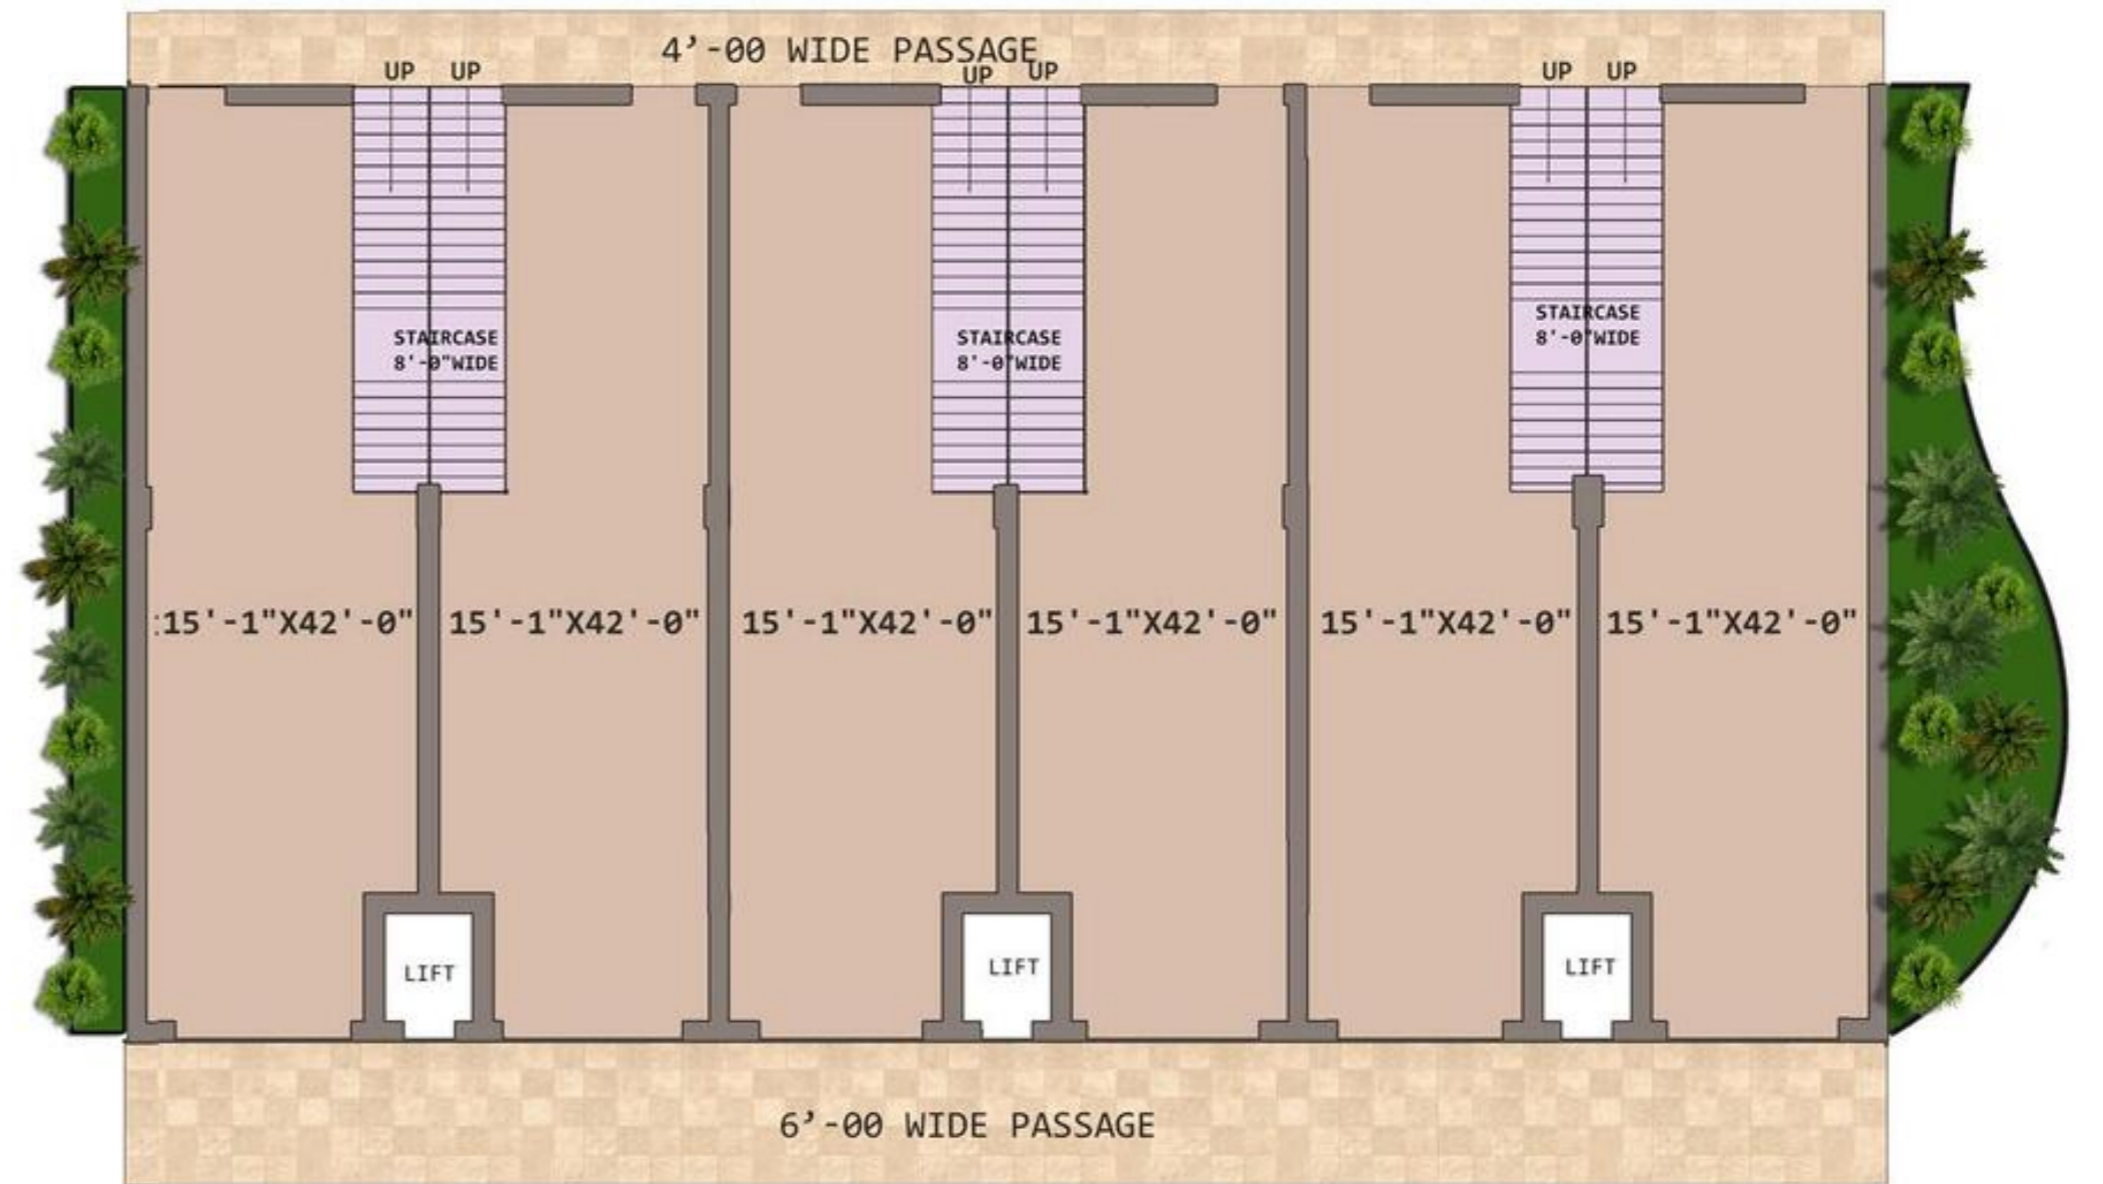 4’-00 WIDE PASSAGE
UP UP
UP UP
UP UP
STAIRCASE
8'-0"WIDE
STAIRCASE
8'-0"WIDE
STAIRCASE
8'-0"WIDE
:15'-1"X42'-0"
15'-1"X42'-0"
15'-1"X42'-0"
15'-1"X42'-0"
15'-1"X42'-0"
15'-1"X42'-0"
LIFT
LIFT
LIFT
6’-00 WIDE PASSAGE